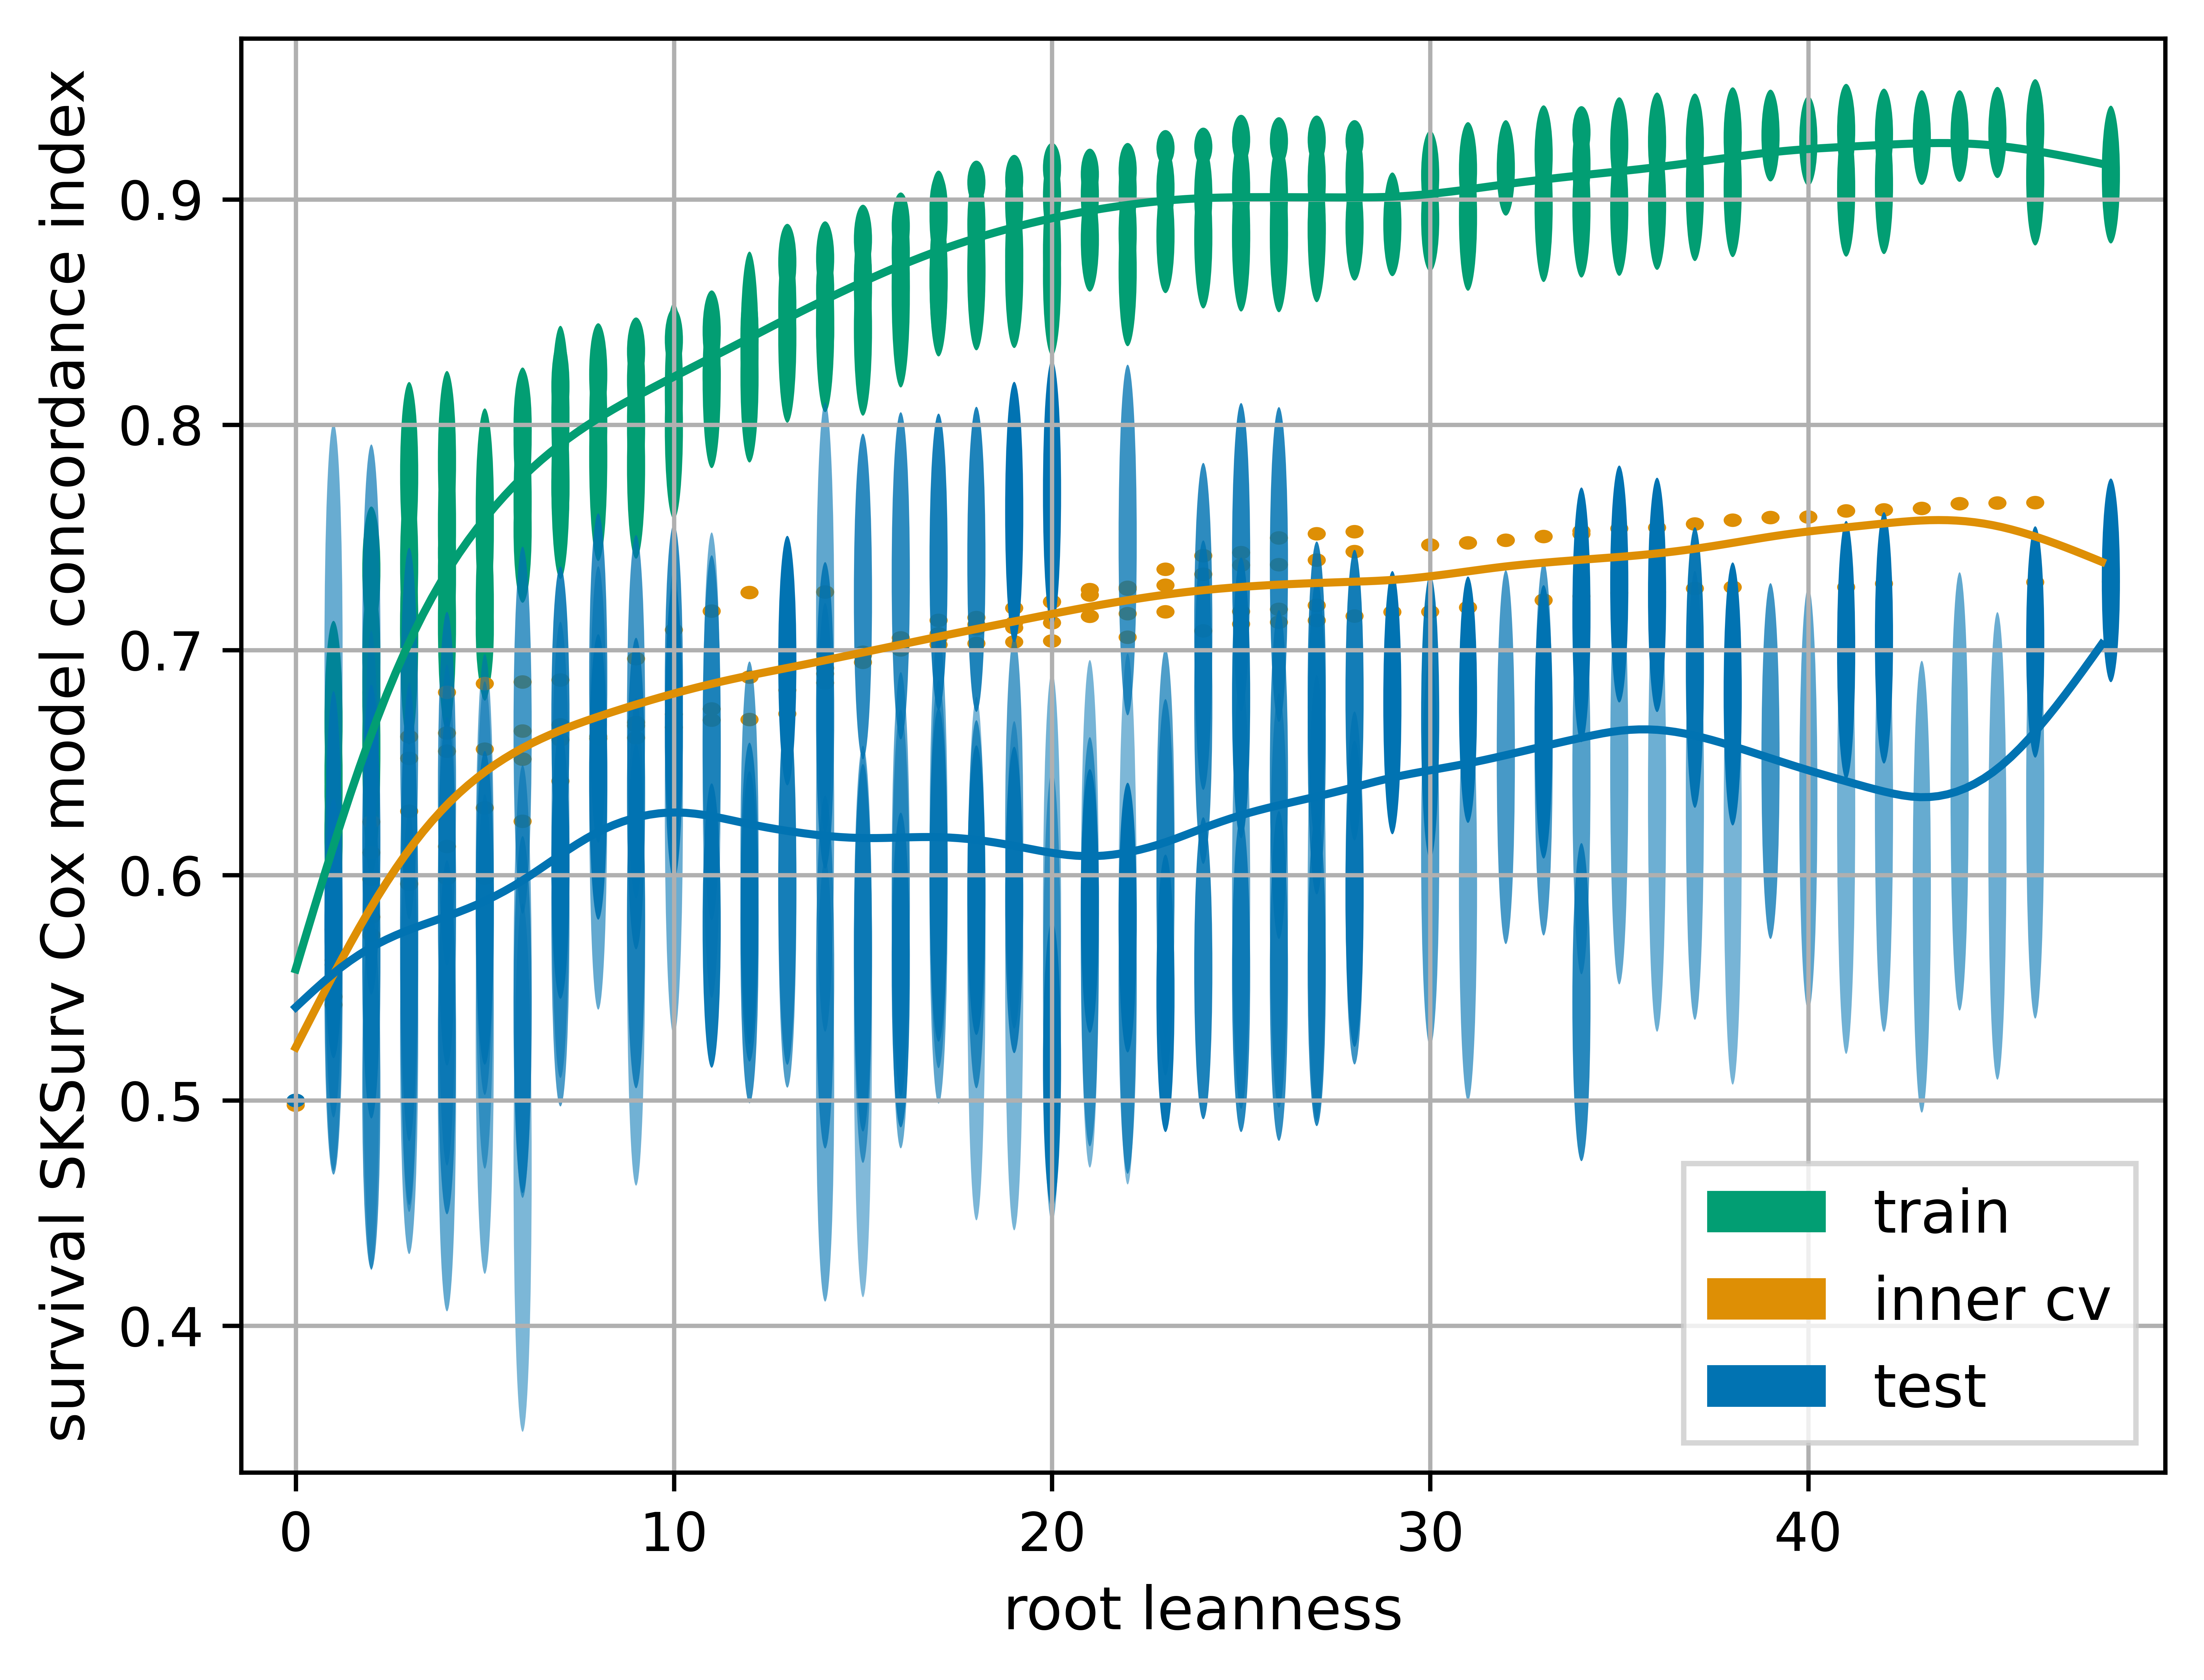 survival SKSurv Cox model concordance index
0.9
0.8
0.7
0.6
0.5
0.4
0
10
20
30
40
root leanness
train
inner cv
test